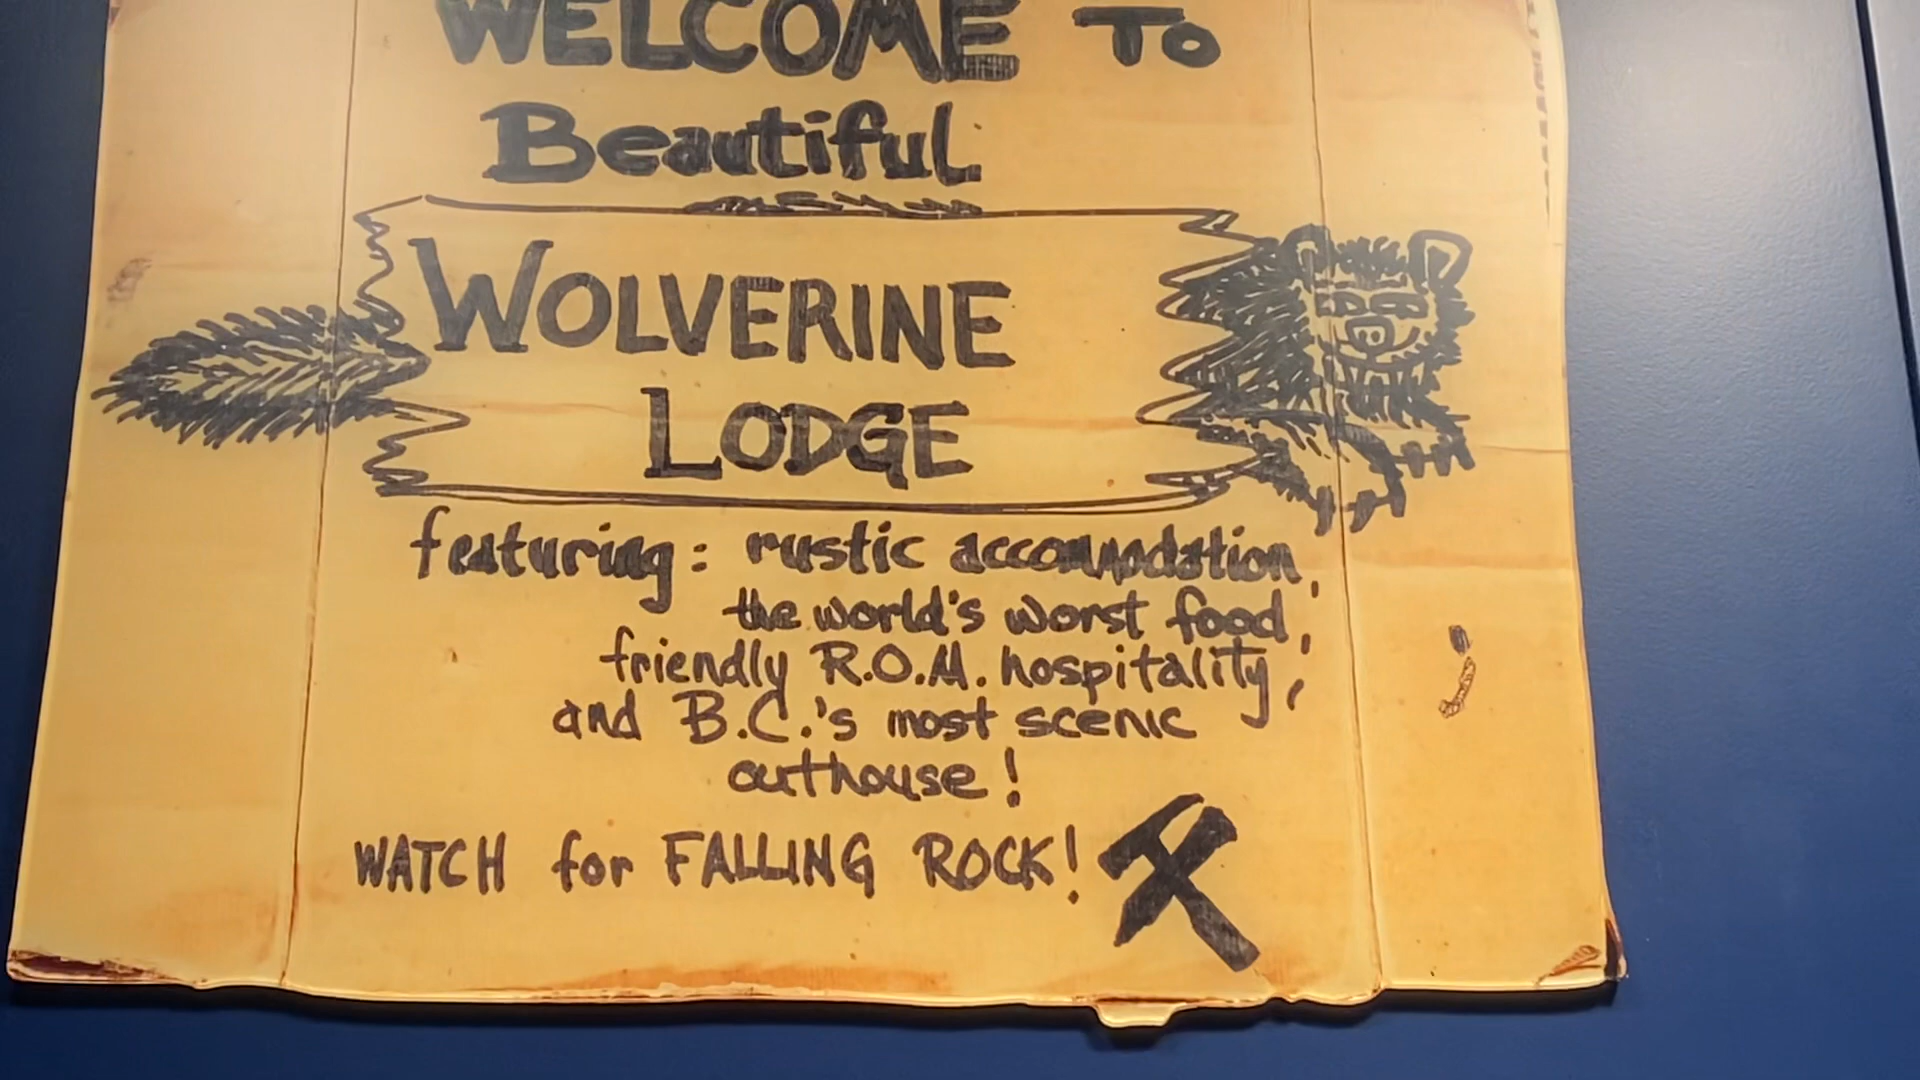 WELCOME TO
Beautiful
WOLVERINE
LODGE
featuring: rustic accommodation,
the world's worst food,
friendly R.O.M. hospitality,
and B.C.'s most scenic
outhouse!
WATCH for FALLING ROCK!